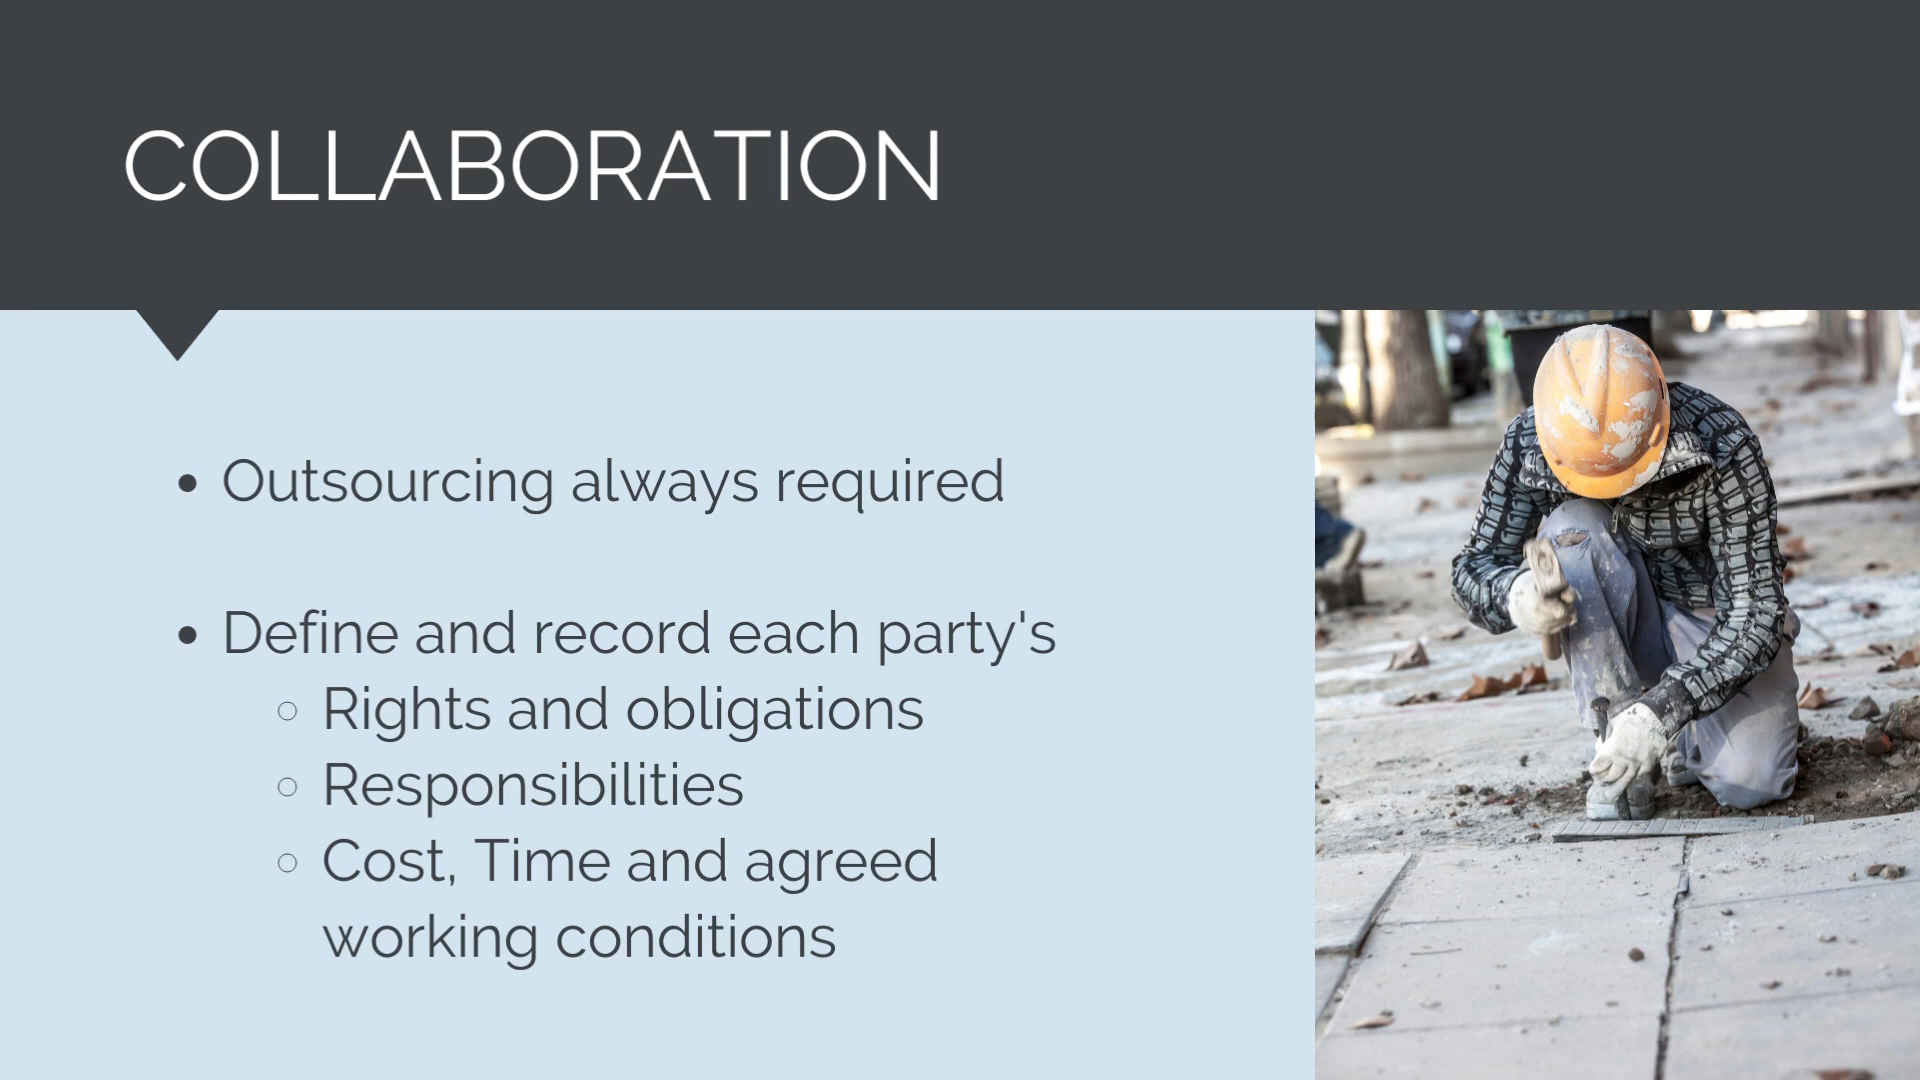 COLLABORATION
• Outsourcing always required
• Define and record each party's
○ Rights and obligations
○ Responsibilities
○ Cost, Time and agreed
working conditions